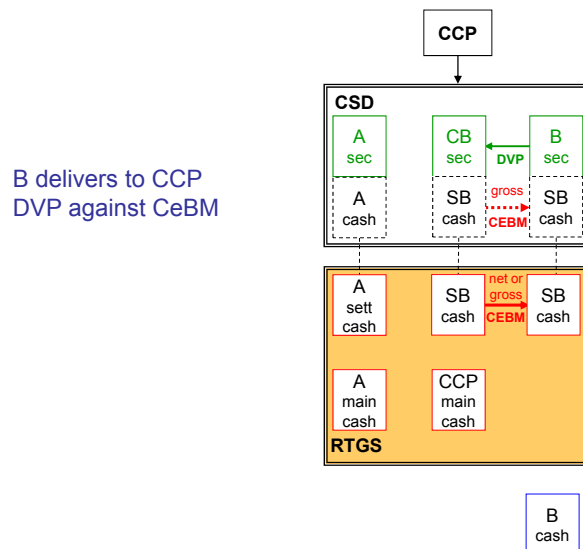 CCP
CSD
A
sec
CB
sec
DVP
B
sec
B delivers to CCP
DVP against CeBM
A
cash
SB
cash
gross
CEBM
SB
cash
A
sett
cash
SB
cash
net or
gross
CEBM
SB
cash
A
main
cash
CCP
main
cash
RTGS
B
cash